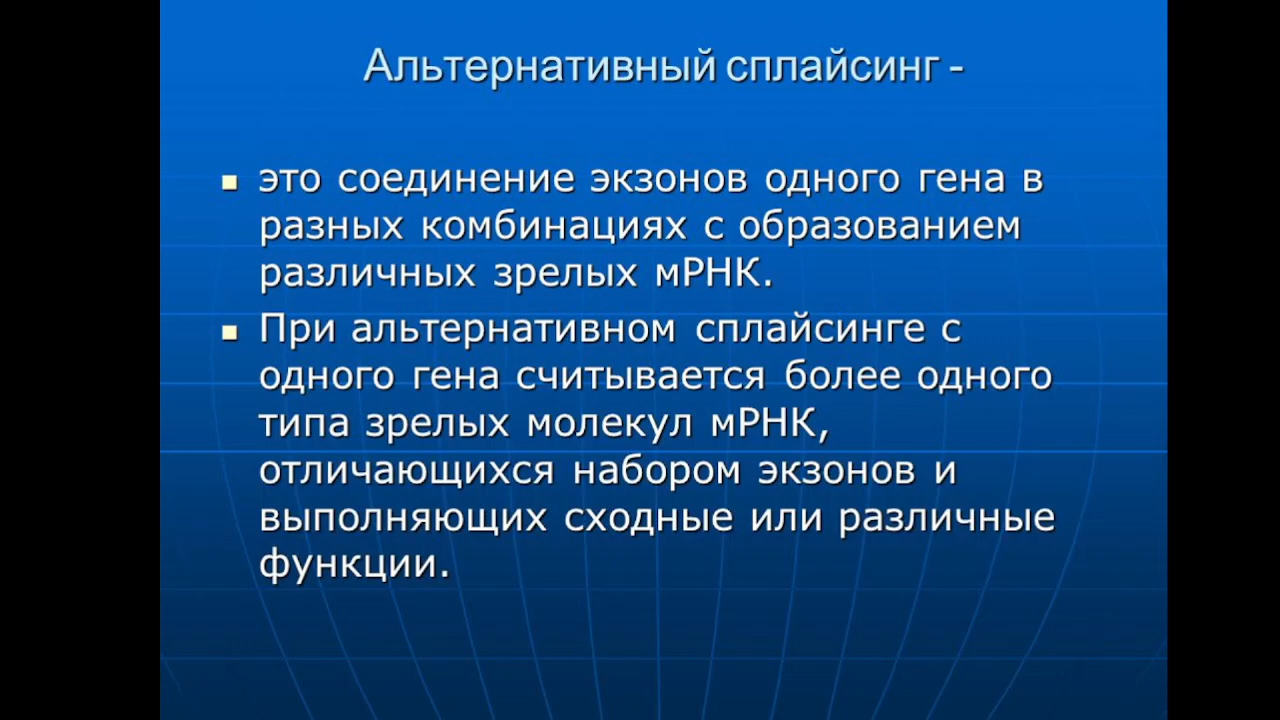 Альтернативный сплайсинг -
это соединение экзонов одного гена в
разных комбинациях с образованием
различных зрелых мРНК.
При альтернативном сплайсинге с
одного гена считывается более одного
типа зрелых молекул мРНК,
отличающихся набором экзонов и
выполняющих сходные или различные
функции.